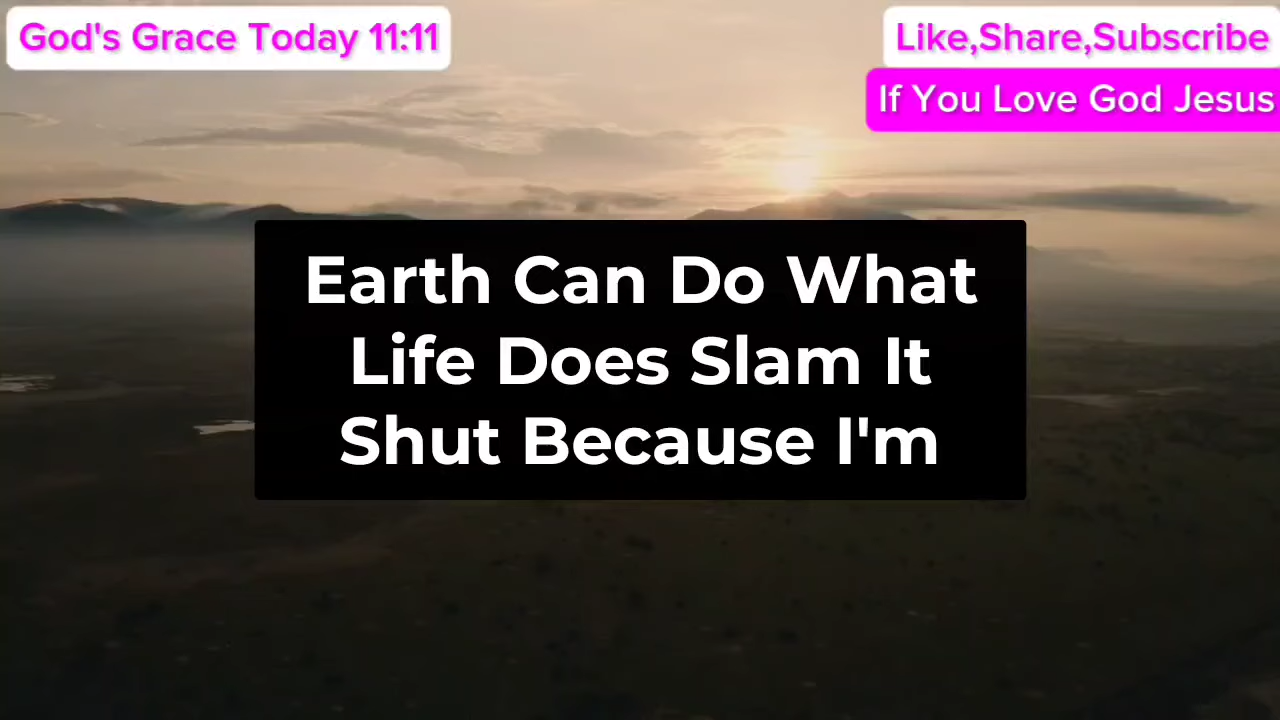 God's Grace Today 11:11
Like,Share,Subscribe
If You Love God Jesus
Earth Can Do What
Life Does Slam It
Shut Because I'm